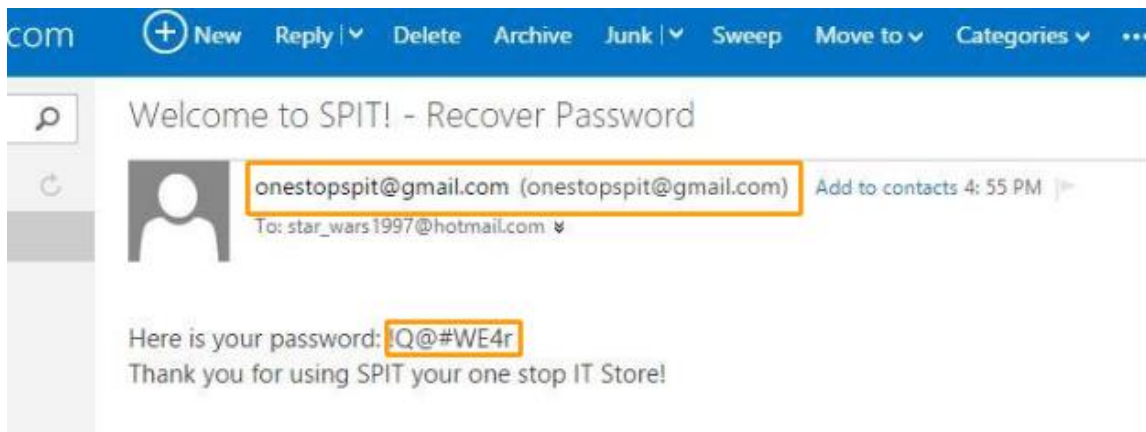 com New Reply Delete Archive Junk Sweep Move to Categories ...
Welcome to SPIT! - Recover Password
onestopspit@gmail.com (onestopspit@gmail.com) Add to contacts 4: 55 PM
To: star_wars1997@hotmail.com
Here is your password: !Q@#WE4r
Thank you for using SPIT your one stop IT Store!